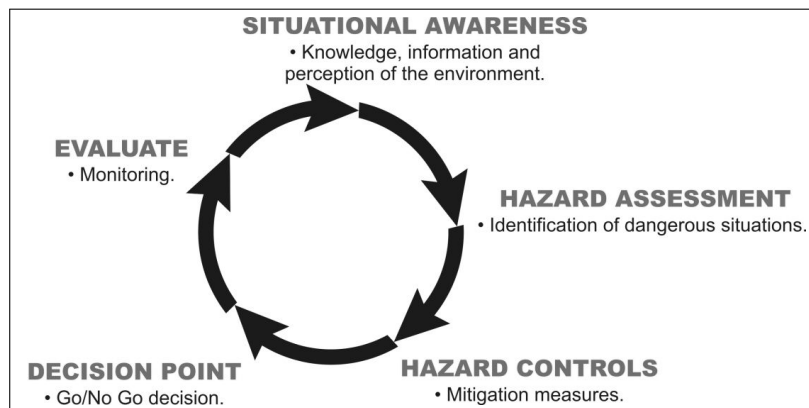 SITUATIONAL AWARENESS
• Knowledge, information and
perception of the environment.
EVALUATE
• Monitoring.
HAZARD ASSESSMENT
• Identification of dangerous situations.
DECISION POINT
• Go/No Go decision.
HAZARD CONTROLS
• Mitigation measures.